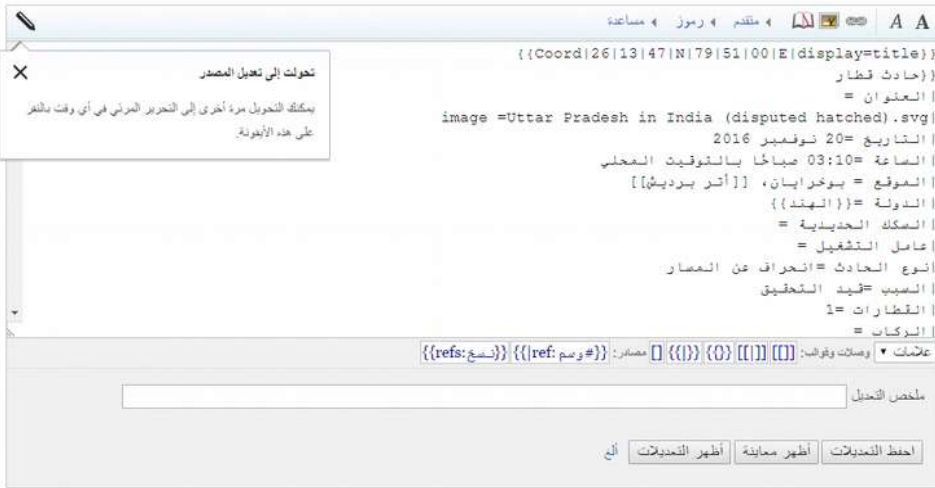 A A متقدم رموز مساعدة
{{Coord|26|13|47|N|79|51|00|E|display=title}}
{{حادث قطار
|العنوان =
|image =Uttar Pradesh in India (disputed hatched).svg
|التاريخ =20 نوفمبر 2016
|الساعة =03:10 صباحًا بالتوقيت المحلي
|الموقع = بوخرايان، [[أتر برديش]]
|الدولة ={{الهند}}
|السكك الحديدية =
|عامل التشغيل =
|نوع الحادث =انحراف عن المسار
|السبب =قيد التحقيق
|القطارات =1
|الركاب =
تحولت إلى تعديل المصدر
يمكنك التحويل مرة أخرى إلى التحرير المرئي في أي وقت بالنقر
على هذه الأيقونة.
علامات ▼ وصلات وقوالب: [[]] [[|]] {{}} {{|}} [] مصادر: {{#وسم:ref|}} {{نسخ:refs}}
ملخص التعديل
احفظ التعديلات أظهر معاينة أظهر التعديلات ألغ